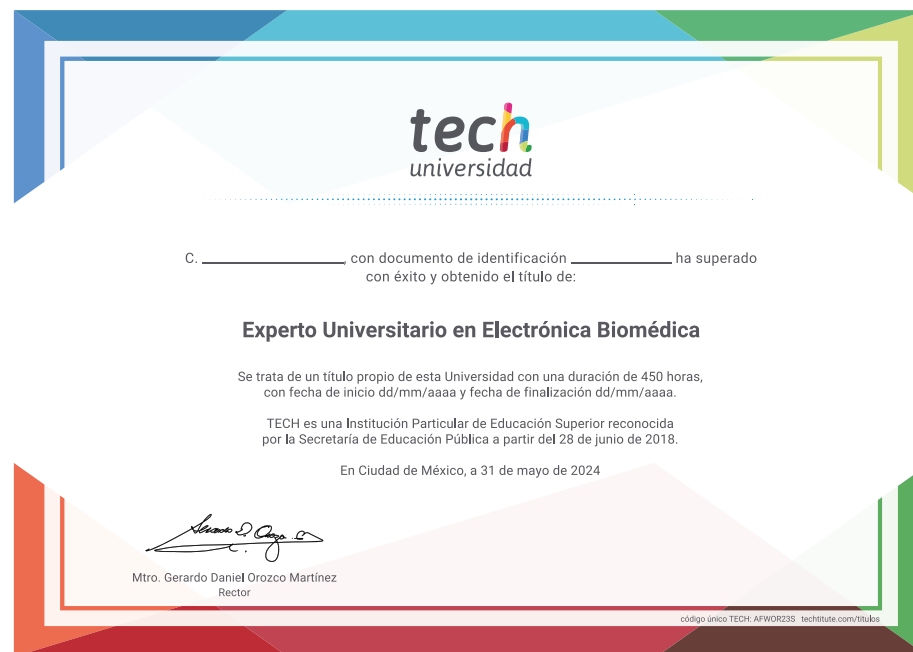 tech
universidad
C. ____________, con documento de identificación ____________ ha superado
con éxito y obtenido el título de:
Experto Universitario en Electrónica Biomédica
Se trata de un título propio de esta Universidad con una duración de 450 horas,
con fecha de inicio dd/mm/aaaa y fecha de finalización dd/mm/aaaa.
TECH es una Institución Particular de Educación Superior reconocida
por la Secretaría de Educación Pública a partir del 28 de junio de 2018.
En Ciudad de México, a 31 de mayo de 2024
Mtro. Gerardo Daniel Orozco Martínez
Rector
código único TECH: AFWOR23S techtitute.com/titulos